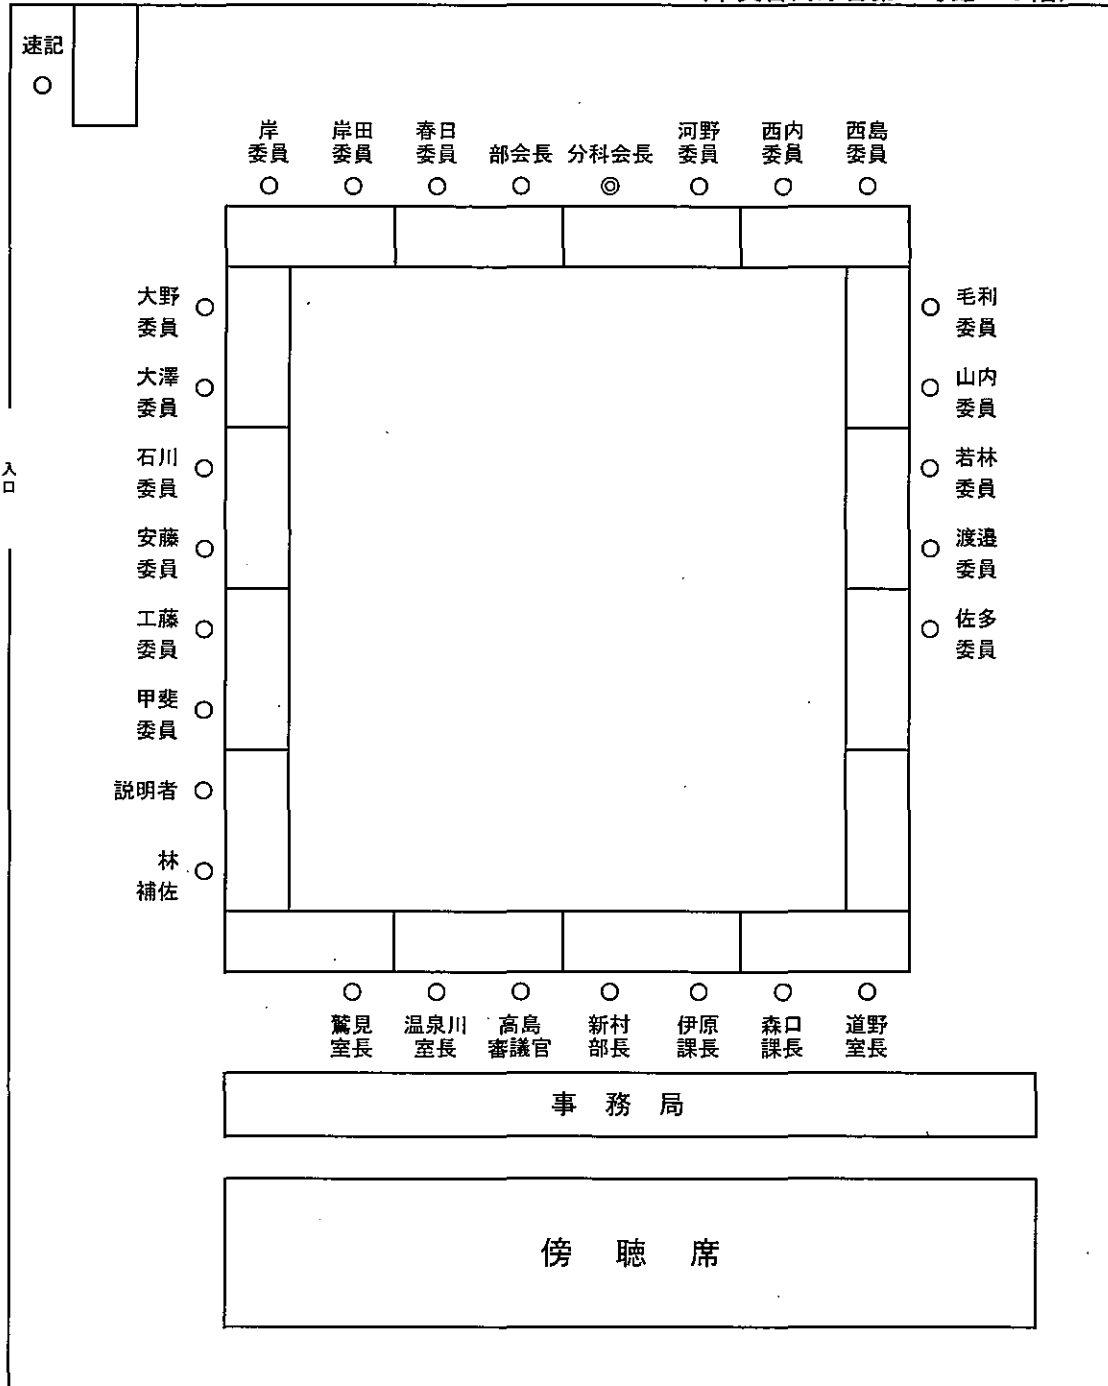 速記
岸
委員
岸田
委員
春日
委員
部会長
分科会長
河野
委員
西内
委員
西島
委員
大野
委員
大澤
委員
石川
委員
安藤
委員
工藤
委員
甲斐
委員
説明者
林
補佐
入口
毛利
委員
山内
委員
若林
委員
渡邉
委員
佐多
委員
鷲見
室長
温泉川
室長
高島
審議官
新村
部長
伊原
課長
森口
課長
道野
室長
事務局
傍聴席